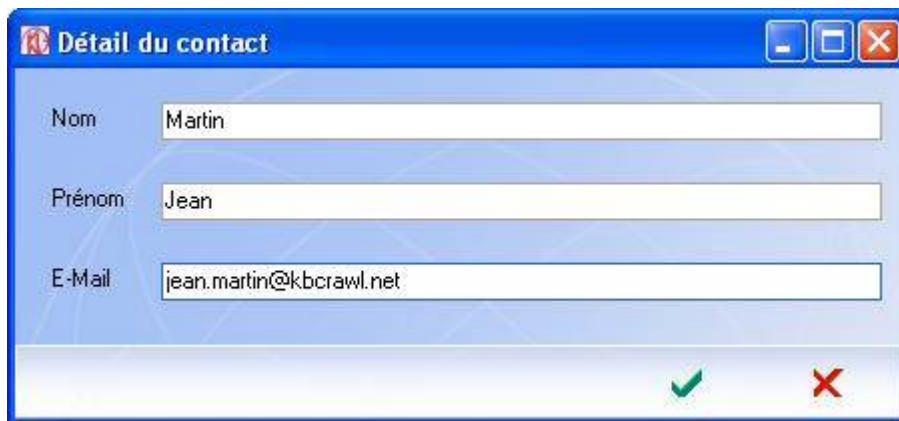 Détail du contact
Nom Martin
Prénom Jean
E-Mail jean.martin@kbcrawl.net